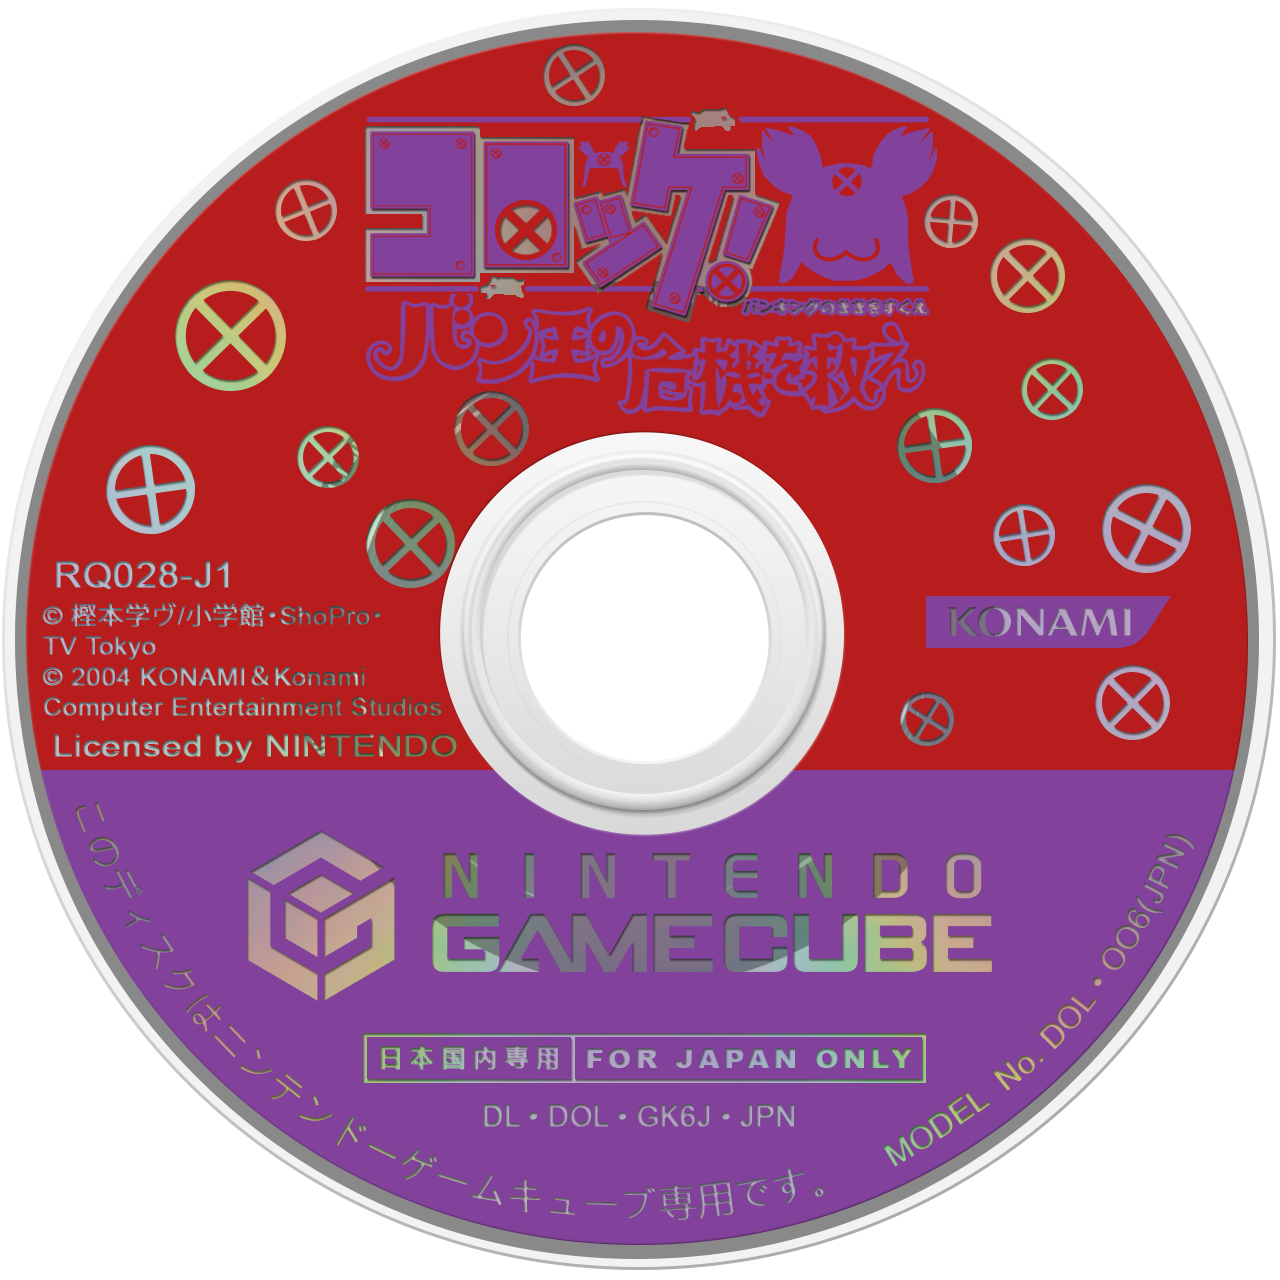 コロッケ!
バンキングのききをすくえ
バン王の危機を救え
RQ028-J1
© 樫本学ヴ/小学館・ShoPro・
TV Tokyo
© 2004 KONAMI＆Konami
Computer Entertainment Studios
Licensed by NINTENDO
KONAMI
NINTENDO
GAMECUBE
日本国内専用 FOR JAPAN ONLY
DL・DOL・GK6J・JPN
このディスクはニンテンドーゲームキューブ専用です。
MODEL No. DOL・006(JPN)